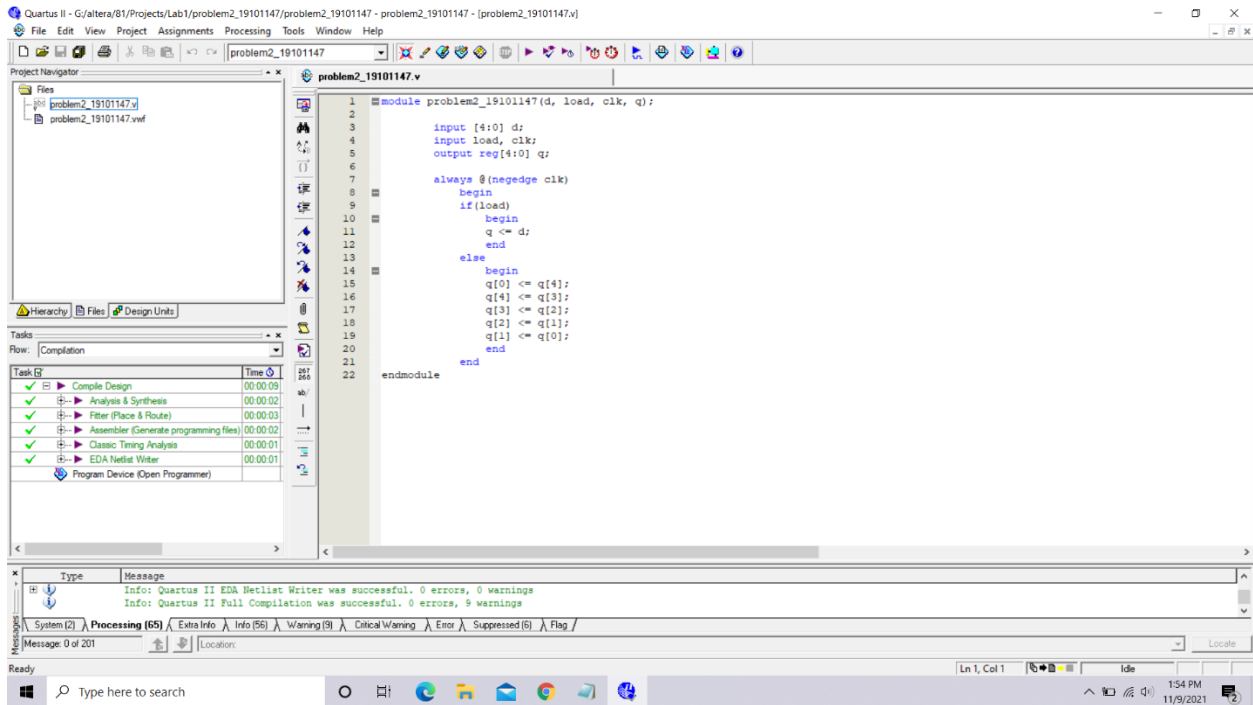 Quartus II - G:/altera/81/Projects/Lab1/problem2_19101147/problem2_19101147 - problem2_19101147 - [problem2_19101147.v]
File Edit View Project Assignments Processing Tools Window Help
problem2_19101147
Project Navigator
Files
problem2_19101147.v
problem2_19101147.vwf
Hierarchy Files Design Units
Tasks
Flow: Compilation
Task Time
Compile Design 00:00:09
Analysis & Synthesis 00:00:02
Fitter (Place & Route) 00:00:03
Assembler (Generate programming files) 00:00:02
Classic Timing Analysis 00:00:01
EDA Netlist Writer 00:00:01
Program Device (Open Programmer)
problem2_19101147.v
267
268
ab/
1 module problem2_19101147(d, load, clk, q);
2
3 input [4:0] d;
4 input load, clk;
5 output reg[4:0] q;
6
7 always @(negedge clk)
8 begin
9 if(load)
10 begin
11 q <= d;
12 end
13 else
14 begin
15 q[0] <= q[4];
16 q[4] <= q[3];
17 q[3] <= q[2];
18 q[2] <= q[1];
19 q[1] <= q[0];
20 end
21 end
22 endmodule
Type Message
Info: Quartus II EDA Netlist Writer was successful. 0 errors, 0 warnings
Info: Quartus II Full Compilation was successful. 0 errors, 9 warnings
System (2) Processing (65) Extra Info Info (56) Warning (9) Critical Warning Error Suppressed (6) Flag
Messages
Message: 0 of 201 Location: Locate
Ready Ln 1, Col 1 Idle
Type here to search
1:54 PM
11/9/2021
2